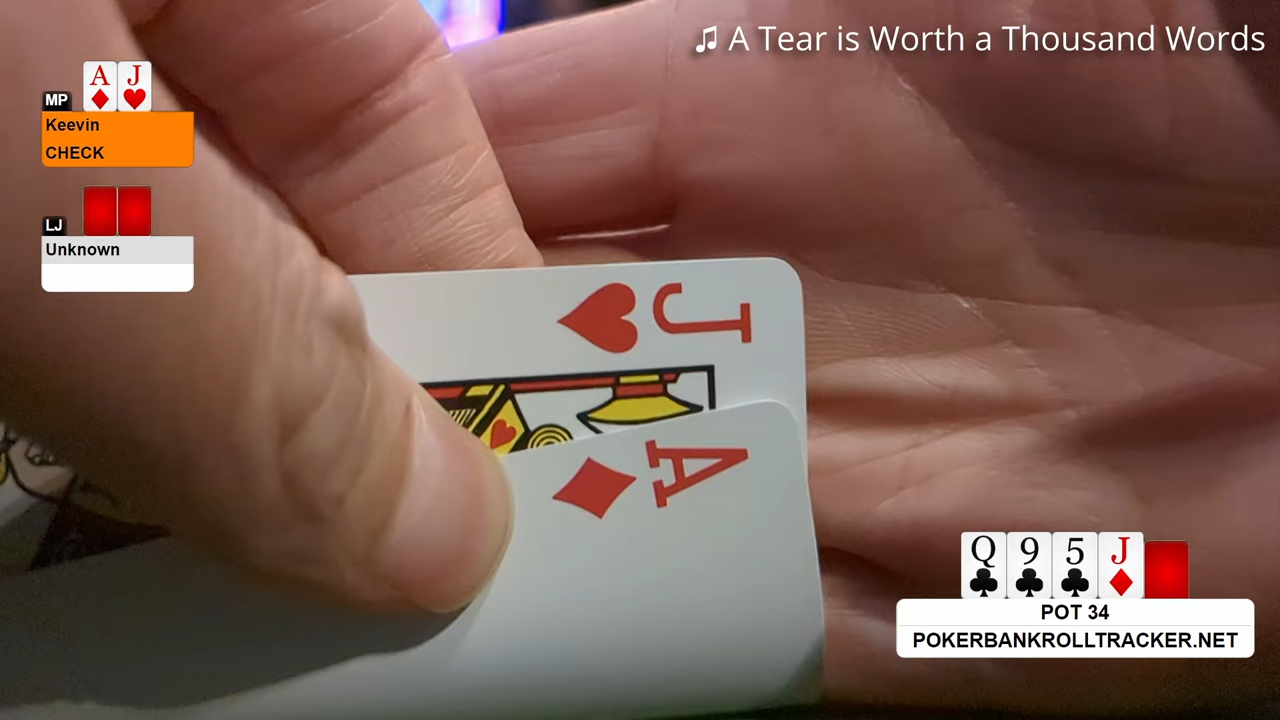 ♫ A Tear is Worth a Thousand Words
A J
MP
Keevin
CHECK
LJ
Unknown
J
A
Q 9 5 J
POT 34
POKERBANKROLLTRACKER.NET